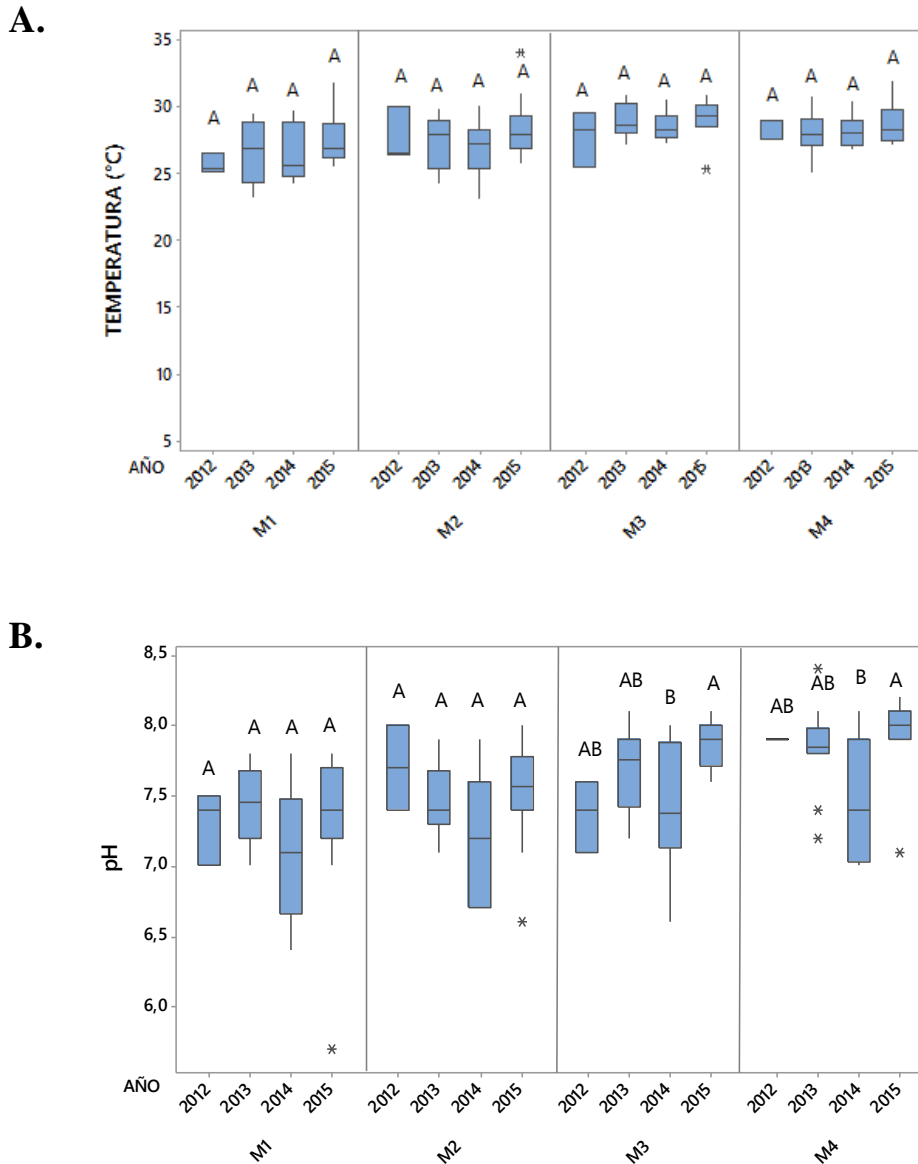 A.
TEMPERATURA (°C)
35
30
25
20
15
10
5
A A A A A A A A A A A A A A A A
AÑO
2012 2013 2014 2015 2012 2013 2014 2015 2012 2013 2014 2015 2012 2013 2014 2015
M1 M2 M3 M4
B.
pH
8,5
8,0
7,5
7,0
6,5
6,0
A A A A A A A A AB AB B A AB AB B A
AÑO
2012 2013 2014 2015 2012 2013 2014 2015 2012 2013 2014 2015 2012 2013 2014 2015
M1 M2 M3 M4